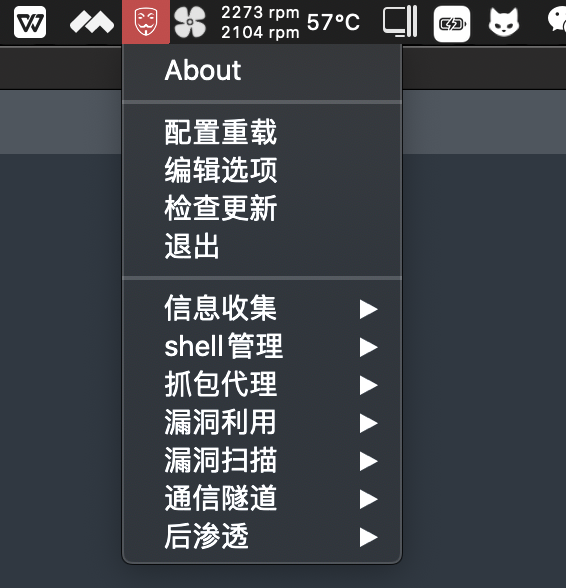 2273 rpm
2104 rpm
57°C
About
配置重载
编辑选项
检查更新
退出
信息收集
shell管理
抓包代理
漏洞利用
漏洞扫描
通信隧道
后渗透